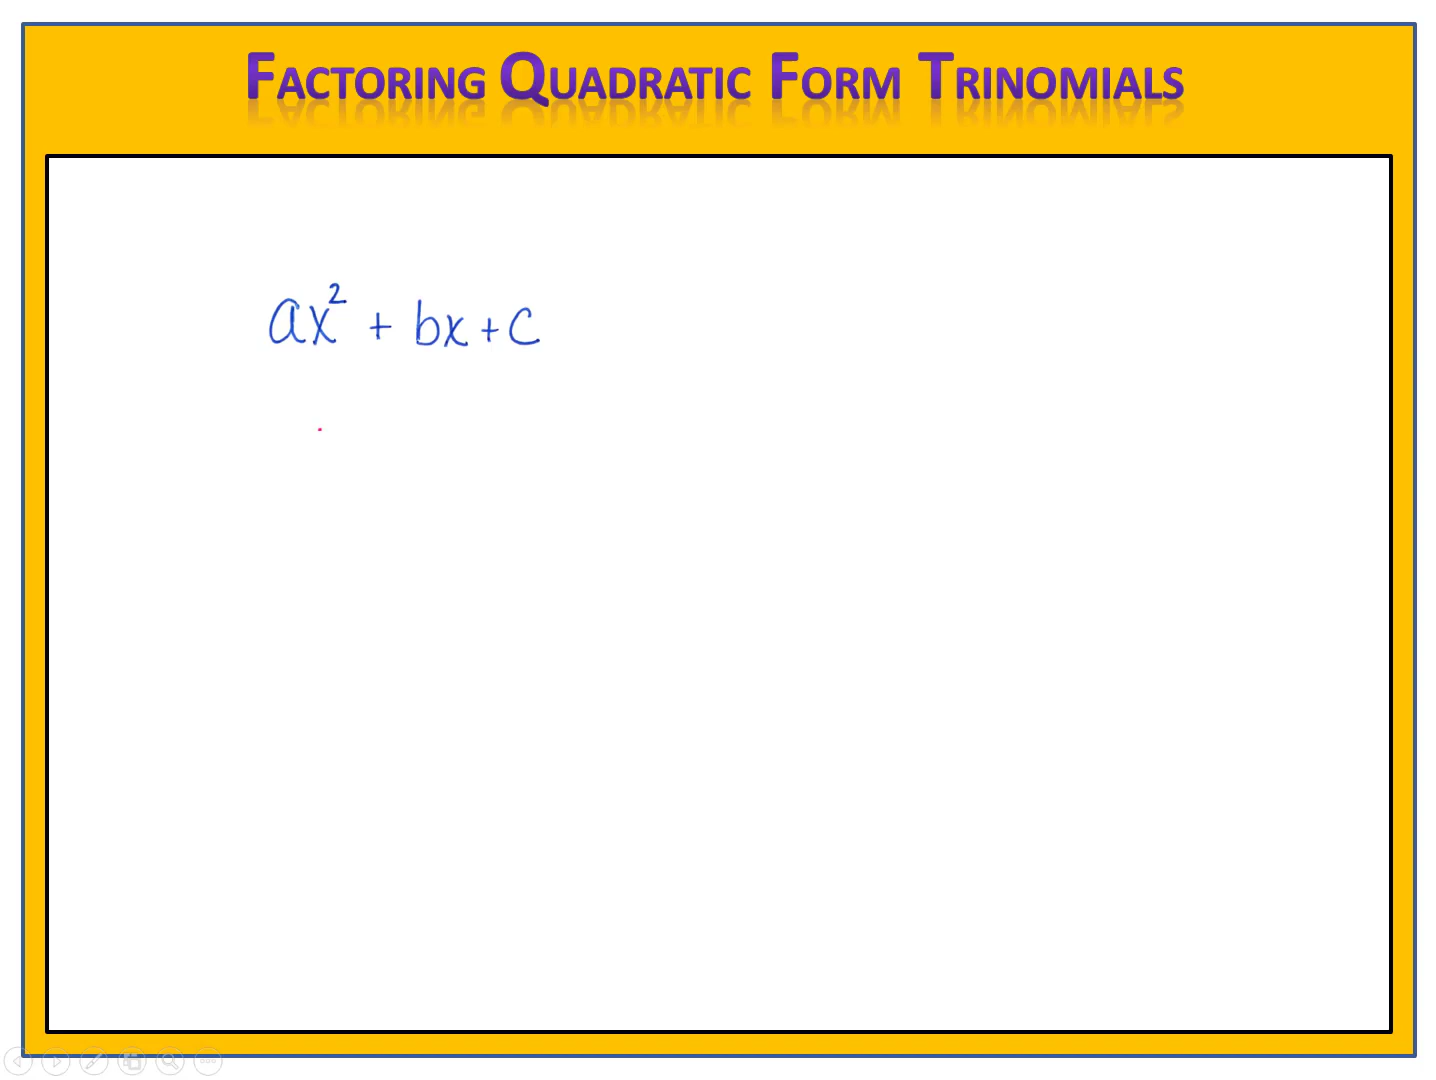 FACTORING QUADRATIC FORM TRINOMIALS
ax² + bx + c